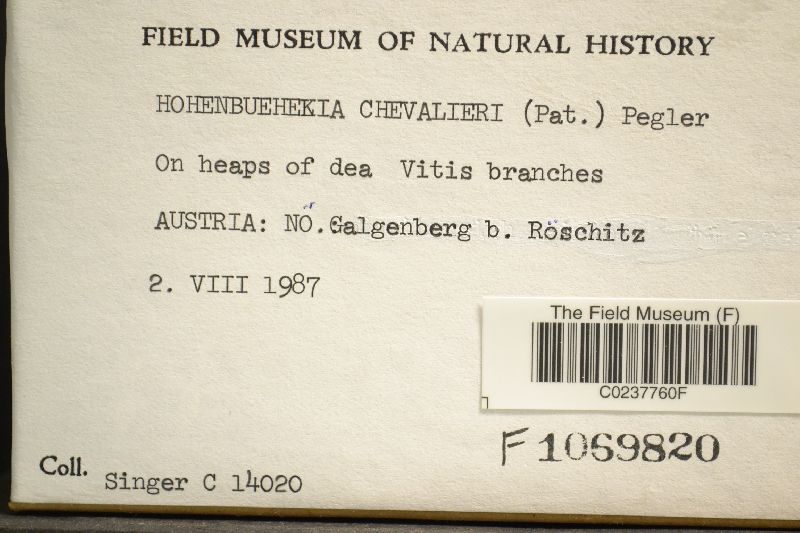 FIELD MUSEUM OF NATURAL HISTORY
HOHENBUEHEKIA CHEVALIERI (Pat.) Pegler
On heaps of dea Vitis branches
AUSTRIA: NÖ.Galgenberg b. Röschitz
2. VIII 1987
The Field Museum (F)
C0237760F
F 1069820
Coll. Singer C 14020